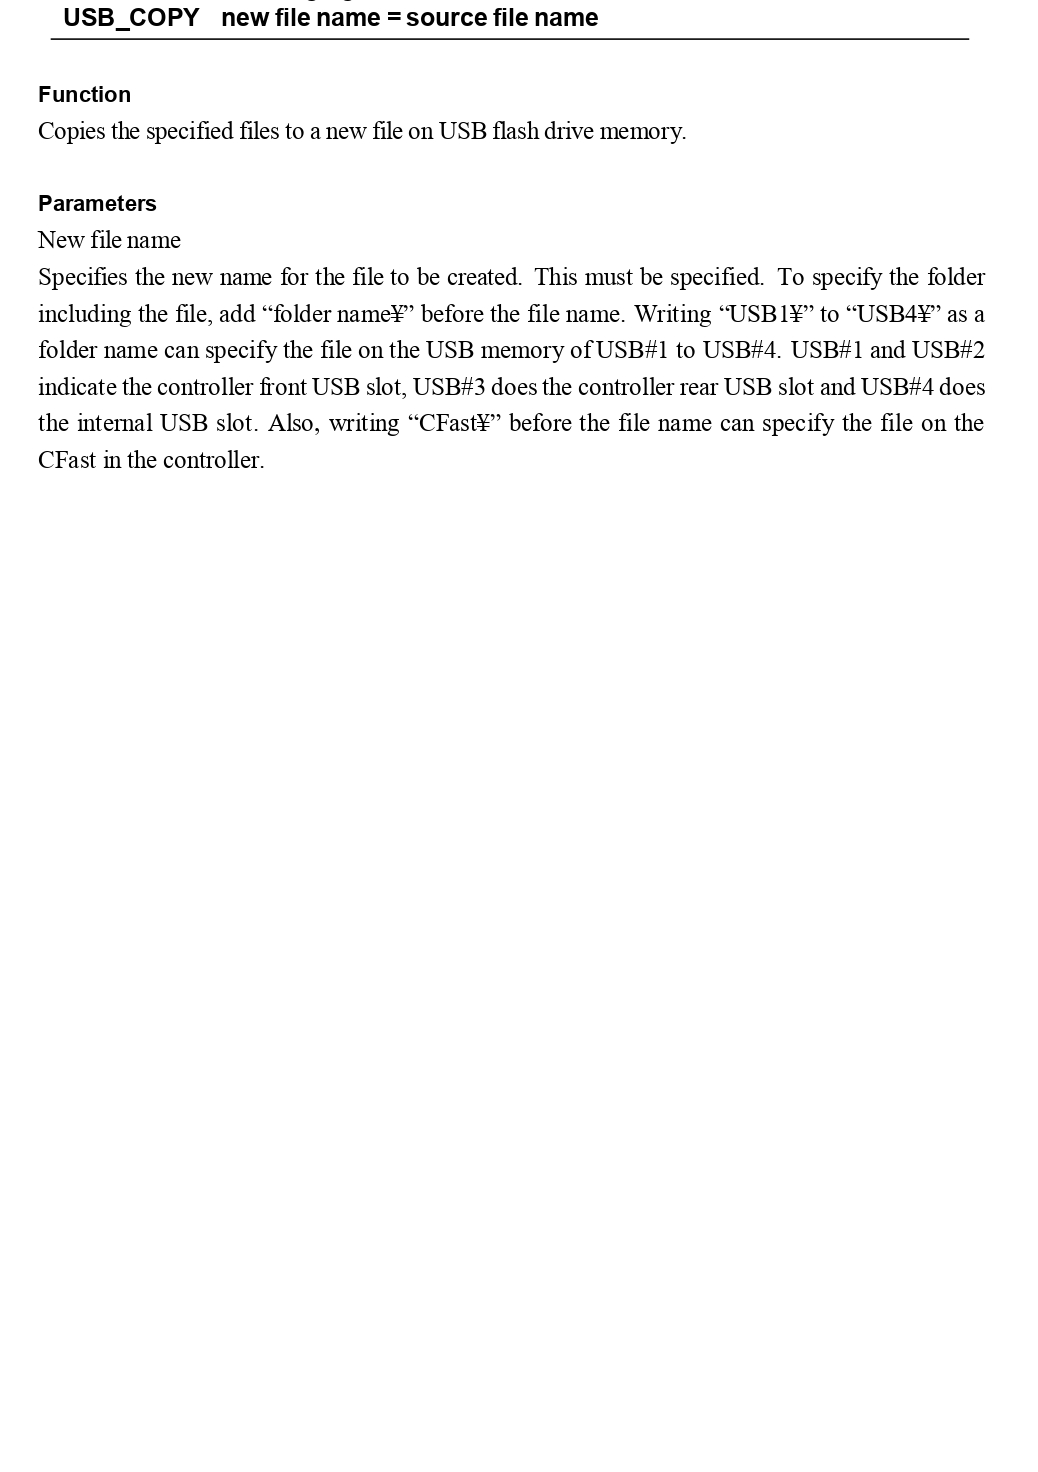 USB_COPY new file name = source file name
Function
Copies the specified files to a new file on USB flash drive memory.
Parameters
New file name
Specifies the new name for the file to be created. This must be specified. To specify the folder
including the file, add “folder name¥” before the file name. Writing “USB1¥” to “USB4¥” as a
folder name can specify the file on the USB memory of USB#1 to USB#4. USB#1 and USB#2
indicate the controller front USB slot, USB#3 does the controller rear USB slot and USB#4 does
the internal USB slot. Also, writing “CFast¥” before the file name can specify the file on the
CFast in the controller.